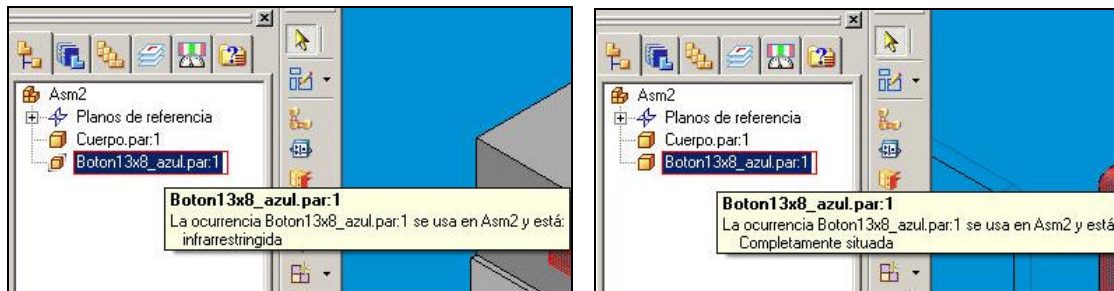 Asm2
Planos de referencia
Cuerpo.par:1
Boton13x8_azul.par:1
Boton13x8_azul.par:1
La ocurrencia Boton13x8_azul.par:1 se usa en Asm2 y está:
infrarrestringida
Asm2
Planos de referencia
Cuerpo.par:1
Boton13x8_azul.par:1
Boton13x8_azul.par:1
La ocurrencia Boton13x8_azul.par:1 se usa en Asm2 y está
Completamente situada